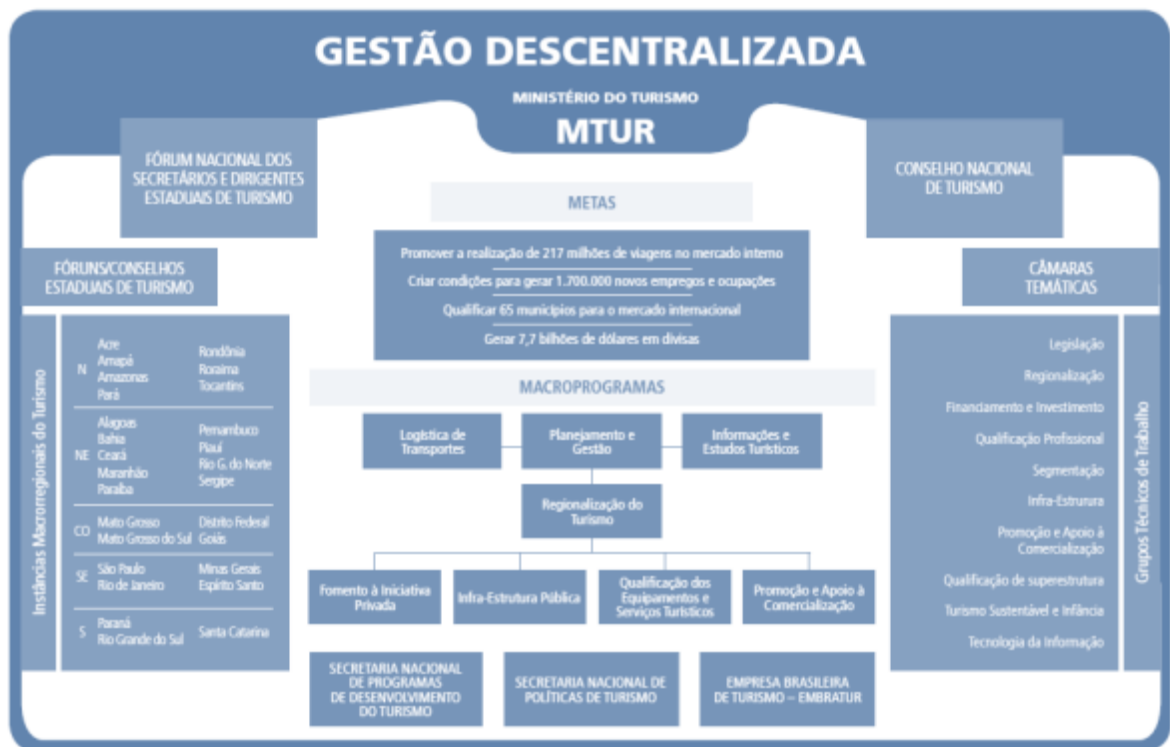 GESTÃO DESCENTRALIZADA
MINISTÉRIO DO TURISMO
MTUR
FÓRUM NACIONAL DOS
SECRETÁRIOS E DIRIGENTES
ESTADUAIS DE TURISMO
CONSELHO NACIONAL
DE TURISMO
FÓRUNS/CONSELHOS
ESTADUAIS DE TURISMO
Instâncias Macrorregionais do Turismo
N
Acre
Amapá
Amazonas
Pará
Rondônia
Roraima
Tocantins
NE
Alagoas
Bahia
Ceará
Maranhão
Paraíba
Pernambuco
Piauí
Rio G. do Norte
Sergipe
CO
Mato Grosso
Mato Grosso do Sul
Distrito Federal
Goiás
SE
São Paulo
Rio de Janeiro
Minas Gerais
Espírito Santo
S
Paraná
Rio Grande do Sul
Santa Catarina
METAS
Promover a realização de 217 milhões de viagens no mercado interno
Criar condições para gerar 1.700.000 novos empregos e ocupações
Qualificar 65 municípios para o mercado internacional
Gerar 7,7 bilhões de dólares em divisas
MACROPROGRAMAS
Logística de
Transportes
Planejamento e
Gestão
Informações e
Estudos Turísticos
Regionalização do
Turismo
Fomento à Iniciativa
Privada
Infra-Estrutura Pública
Qualificação dos
Equipamentos e
Serviços Turísticos
Promoção e Apoio à
Comercialização
SECRETARIA NACIONAL
DE PROGRAMAS
DE DESENVOLVIMENTO
DO TURISMO
SECRETARIA NACIONAL DE
POLÍTICAS DE TURISMO
EMPRESA BRASILEIRA
DE TURISMO – EMBRATUR
CÂMARAS
TEMÁTICAS
Legislação
Regionalização
Financiamento e Investimento
Qualificação Profissional
Segmentação
Infra-Estrurura
Promoção e Apoio à
Comercialização
Qualificação de superestrutura
Turismo Sustentável e Infância
Tecnologia da Informação
Grupos Técnicos de Trabalho